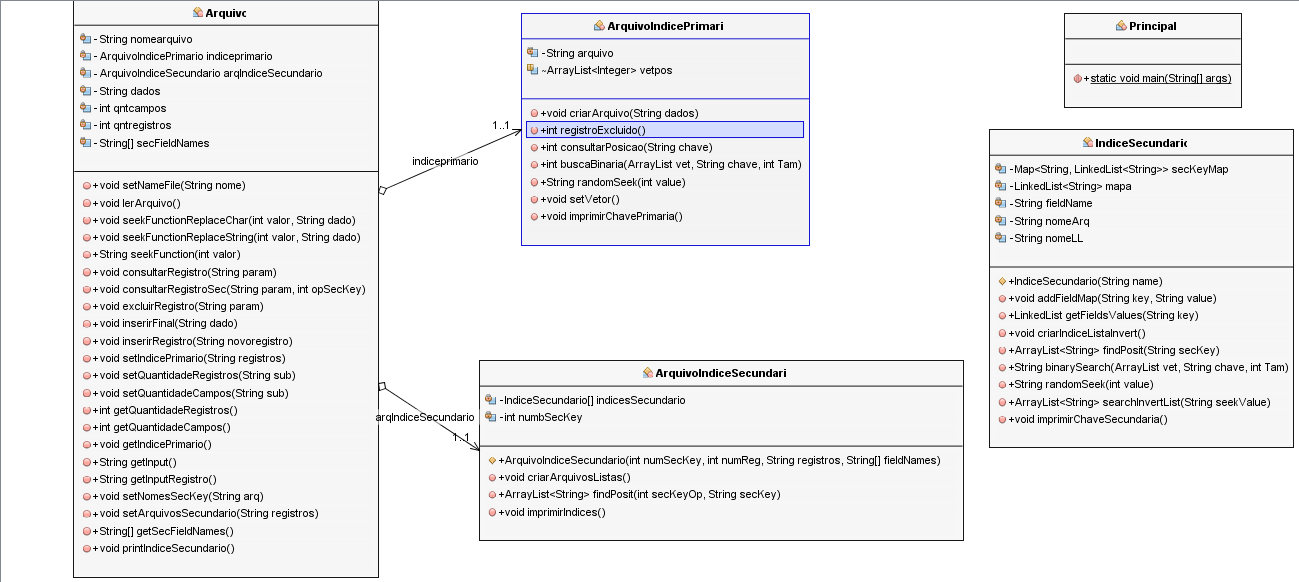 Arquivo
- String nomearquivo
- ArquivoIndicePrimario indiceprimario
- ArquivoIndiceSecundario arqIndiceSecundario
- String dados
- int qntcampos
- int qntregistros
- String[] secFieldNames
+void setNameFile(String nome)
+void lerArquivo()
+void seekFunctionReplaceChar(int valor, String dado)
+void seekFunctionReplaceString(int valor, String dado)
+String seekFunction(int valor)
+void consultarRegistro(String param)
+void consultarRegistroSec(String param, int opSecKey)
+void excluirRegistro(String param)
+void inserirFinal(String dado)
+void inserirRegistro(String novoregistro)
+void setIndicePrimario(String registros)
+void setQuantidadeRegistros(String sub)
+void setQuantidadeCampos(String sub)
+int getQuantidadeRegistros()
+int getQuantidadeCampos()
+void getIndicePrimario()
+String getInput()
+String getInputRegistro()
+void setNomesSecKey(String arq)
+void setArquivosSecundario(String registros)
+String[] getSecFieldNames()
+void printIndiceSecundario()
1..1
indiceprimario
arqIndiceSecundario
1..1
ArquivoIndicePrimari
-String arquivo
~ArrayList<Integer> vetpos
+void criarArquivo(String dados)
+int registroExcluido()
+int consultarPosicao(String chave)
+int buscaBinaria(ArrayList vet, String chave, int Tam)
+String randomSeek(int value)
+void setVetor()
+void imprimirChavePrimaria()
ArquivoIndiceSecundari
-IndiceSecundario[] indicesSecundario
-int numbSecKey
+ArquivoIndiceSecundario(int numSecKey, int numReg, String registros, String[] fieldNames)
+void criarArquivosListas()
+ArrayList<String> findPosit(int secKeyOp, String secKey)
+void imprimirIndices()
Principal
+static void main(String[] args)
IndiceSecundario
-Map<String, LinkedList<String>> secKeyMap
-LinkedList<String> mapa
-String fieldName
-String nomeArq
-String nomeLL
+IndiceSecundario(String name)
+void addFieldMap(String key, String value)
+LinkedList getFieldsValues(String key)
+void criarIndiceListaInvert()
+ArrayList<String> findPosit(String secKey)
+String binarySearch(ArrayList vet, String chave, int Tam)
+String randomSeek(int value)
+ArrayList<String> searchInvertList(String seekValue)
+void imprimirChaveSecundaria()